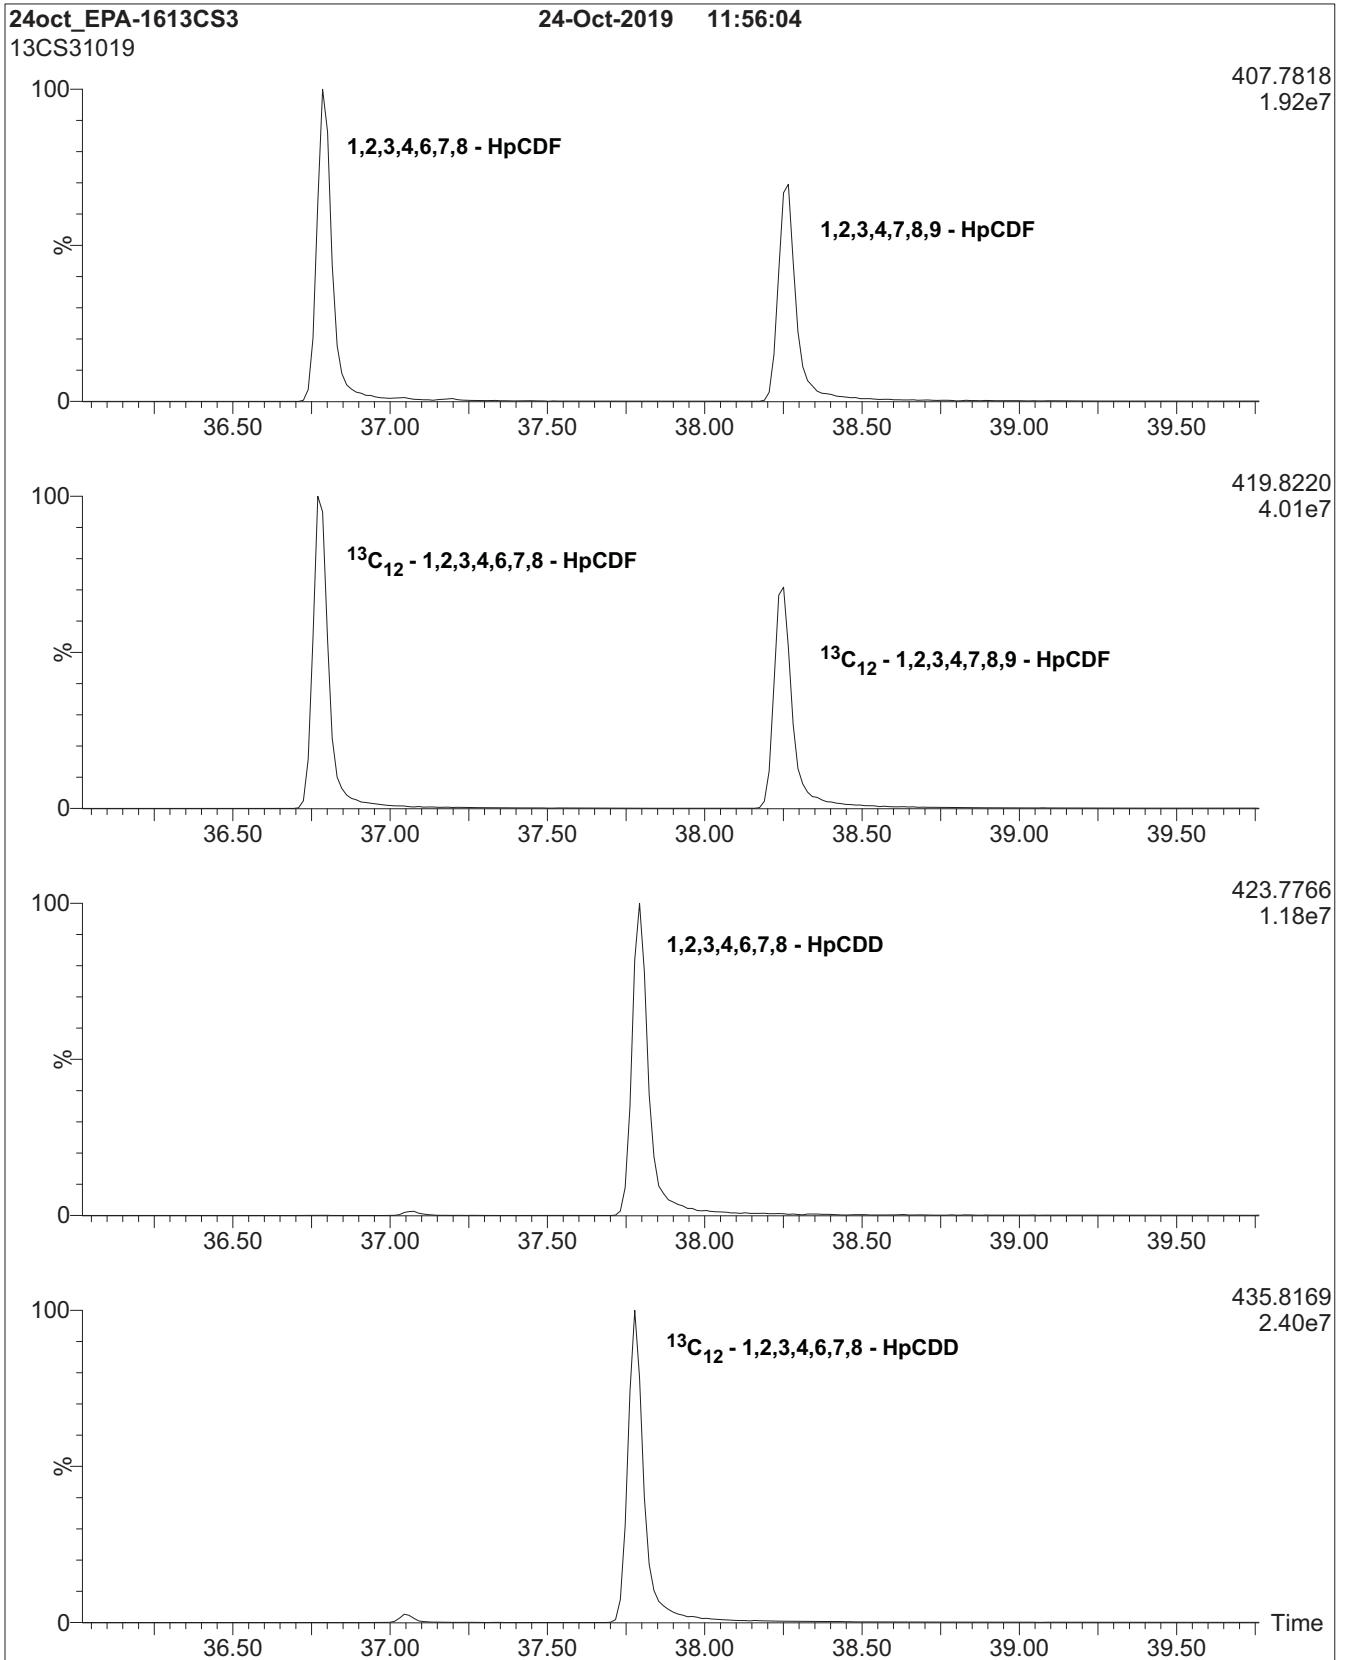 24oct_EPA-1613CS3 24-Oct-2019 11:56:04
13CS31019
407.7818
1.92e7
100
%
0
1,2,3,4,6,7,8 - HpCDF
1,2,3,4,7,8,9 - HpCDF
36.50 37.00 37.50 38.00 38.50 39.00 39.50
419.8220
4.01e7
100
%
0
¹³C₁₂ - 1,2,3,4,6,7,8 - HpCDF
¹³C₁₂ - 1,2,3,4,7,8,9 - HpCDF
36.50 37.00 37.50 38.00 38.50 39.00 39.50
423.7766
1.18e7
100
%
0
1,2,3,4,6,7,8 - HpCDD
36.50 37.00 37.50 38.00 38.50 39.00 39.50
435.8169
2.40e7
100
%
0
¹³C₁₂ - 1,2,3,4,6,7,8 - HpCDD
Time
36.50 37.00 37.50 38.00 38.50 39.00 39.50